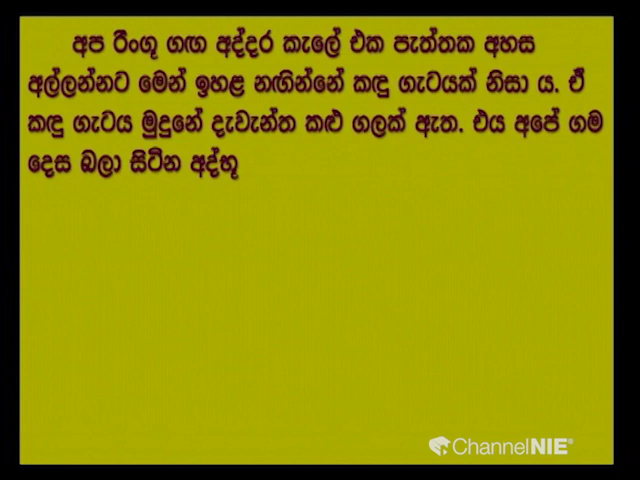 අප රීංගූ ගඟ අද්දර කැලේ එක පැත්තක අහස
අල්ලන්නට මෙන් ඉහළ නඟින්නේ කඳු ගැටයක් නිසා ය. ඒ
කඳු ගැටය මුදුනේ දැවැන්ත කළු ගලක් ඇත. එය අපේ ගම
දෙස බලා සිටින අද්භූ
ChannelNIE